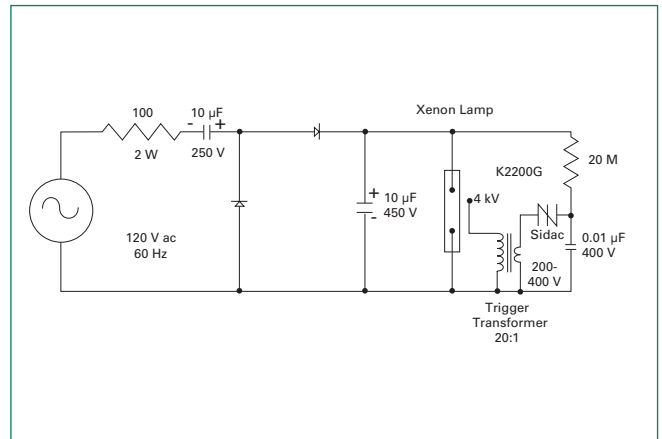 Xenon Lamp
100
2 W
10 µF
- +
250 V
120 V ac
60 Hz
+ 10 µF
- 450 V
4 kV
K2200G
20 M
Sidac
0.01 µF
400 V
200-
400 V
Trigger
Transformer
20:1